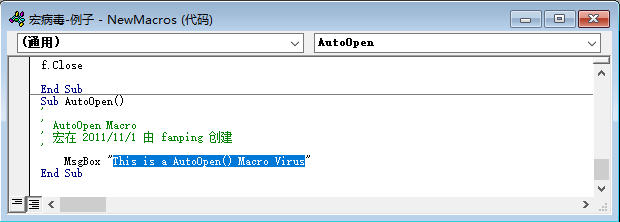 宏病毒-例子 - NewMacros (代码)
(通用)
AutoOpen
f.Close
End Sub
Sub AutoOpen()
'
' AutoOpen Macro
' 宏在 2011/11/1 由 fanping 创建
'
MsgBox "This is a AutoOpen() Macro Virus"
End Sub